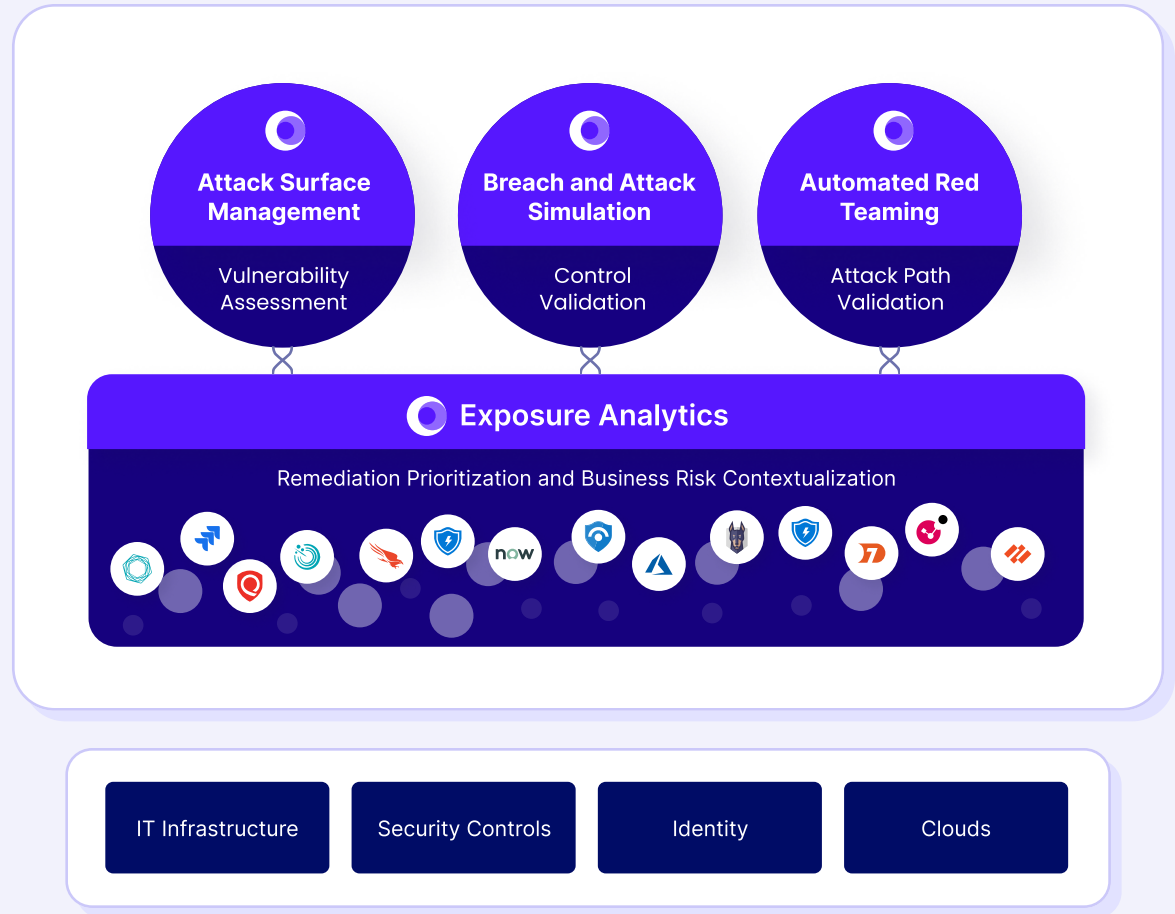 Attack Surface
Management
Vulnerability
Assessment
Breach and Attack
Simulation
Control
Validation
Automated Red
Teaming
Attack Path
Validation
Exposure Analytics
Remediation Prioritization and Business Risk Contextualization
now
IT Infrastructure
Security Controls
Identity
Clouds